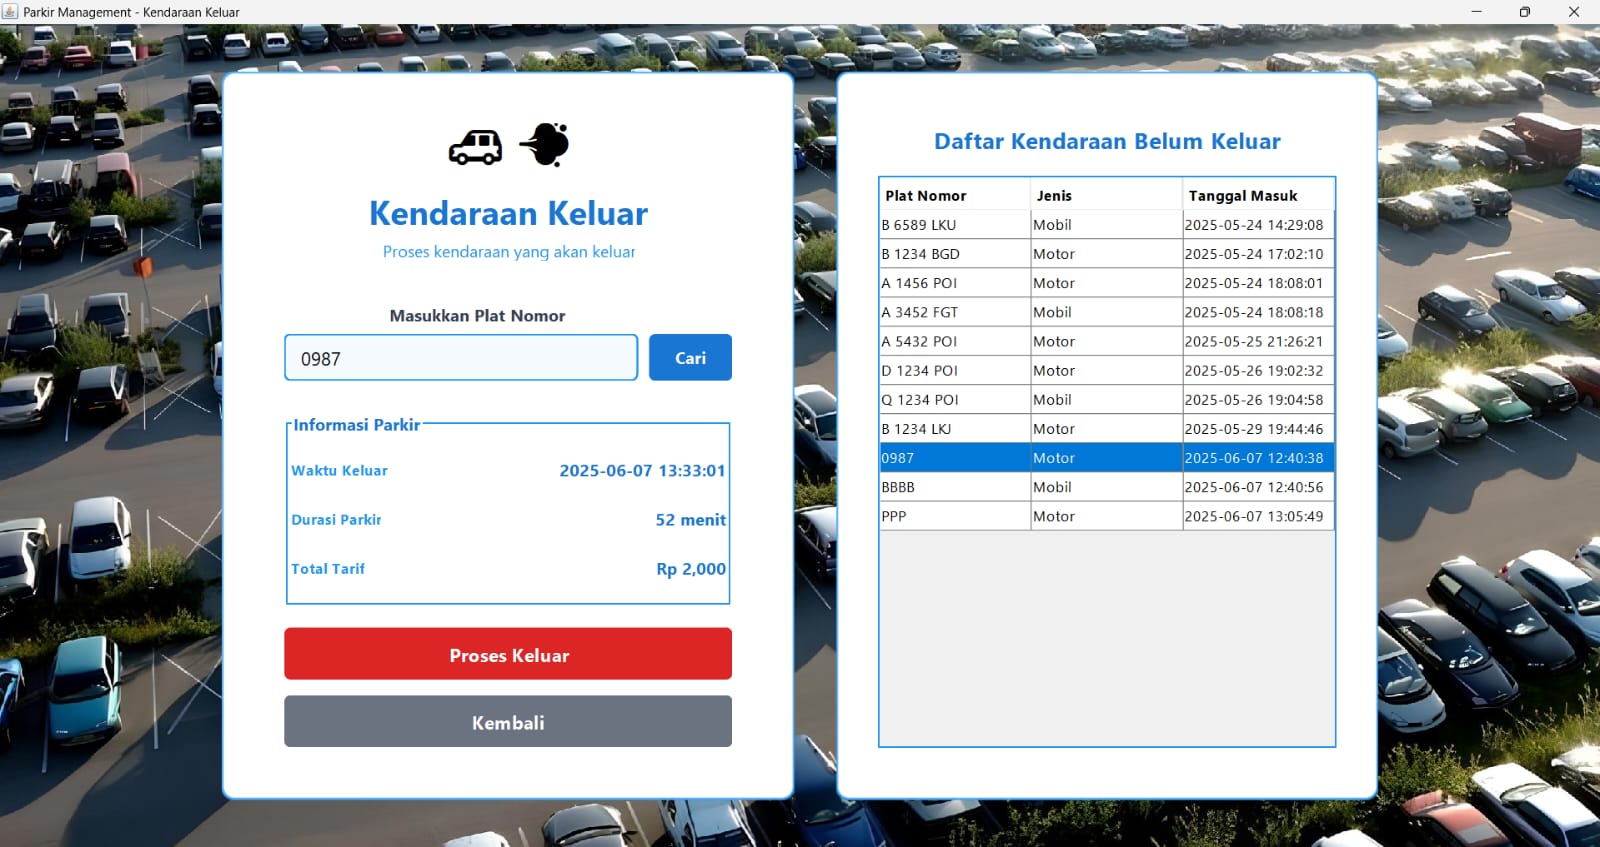 Parkir Management - Kendaraan Keluar
Kendaraan Keluar
Proses kendaraan yang akan keluar
Masukkan Plat Nomor
0987
Cari
Informasi Parkir
Waktu Keluar 2025-06-07 13:33:01
Durasi Parkir 52 menit
Total Tarif Rp 2,000
Proses Keluar
Kembali
Daftar Kendaraan Belum Keluar
Plat Nomor Jenis Tanggal Masuk
B 6589 LKU Mobil 2025-05-24 14:29:08
B 1234 BGD Motor 2025-05-24 17:02:10
A 1456 POI Motor 2025-05-24 18:08:01
A 3452 FGT Mobil 2025-05-24 18:08:18
A 5432 POI Motor 2025-05-25 21:26:21
D 1234 POI Motor 2025-05-26 19:02:32
Q 1234 POI Mobil 2025-05-26 19:04:58
B 1234 LKJ Motor 2025-05-29 19:44:46
0987 Motor 2025-06-07 12:40:38
BBBB Mobil 2025-06-07 12:40:56
PPP Motor 2025-06-07 13:05:49